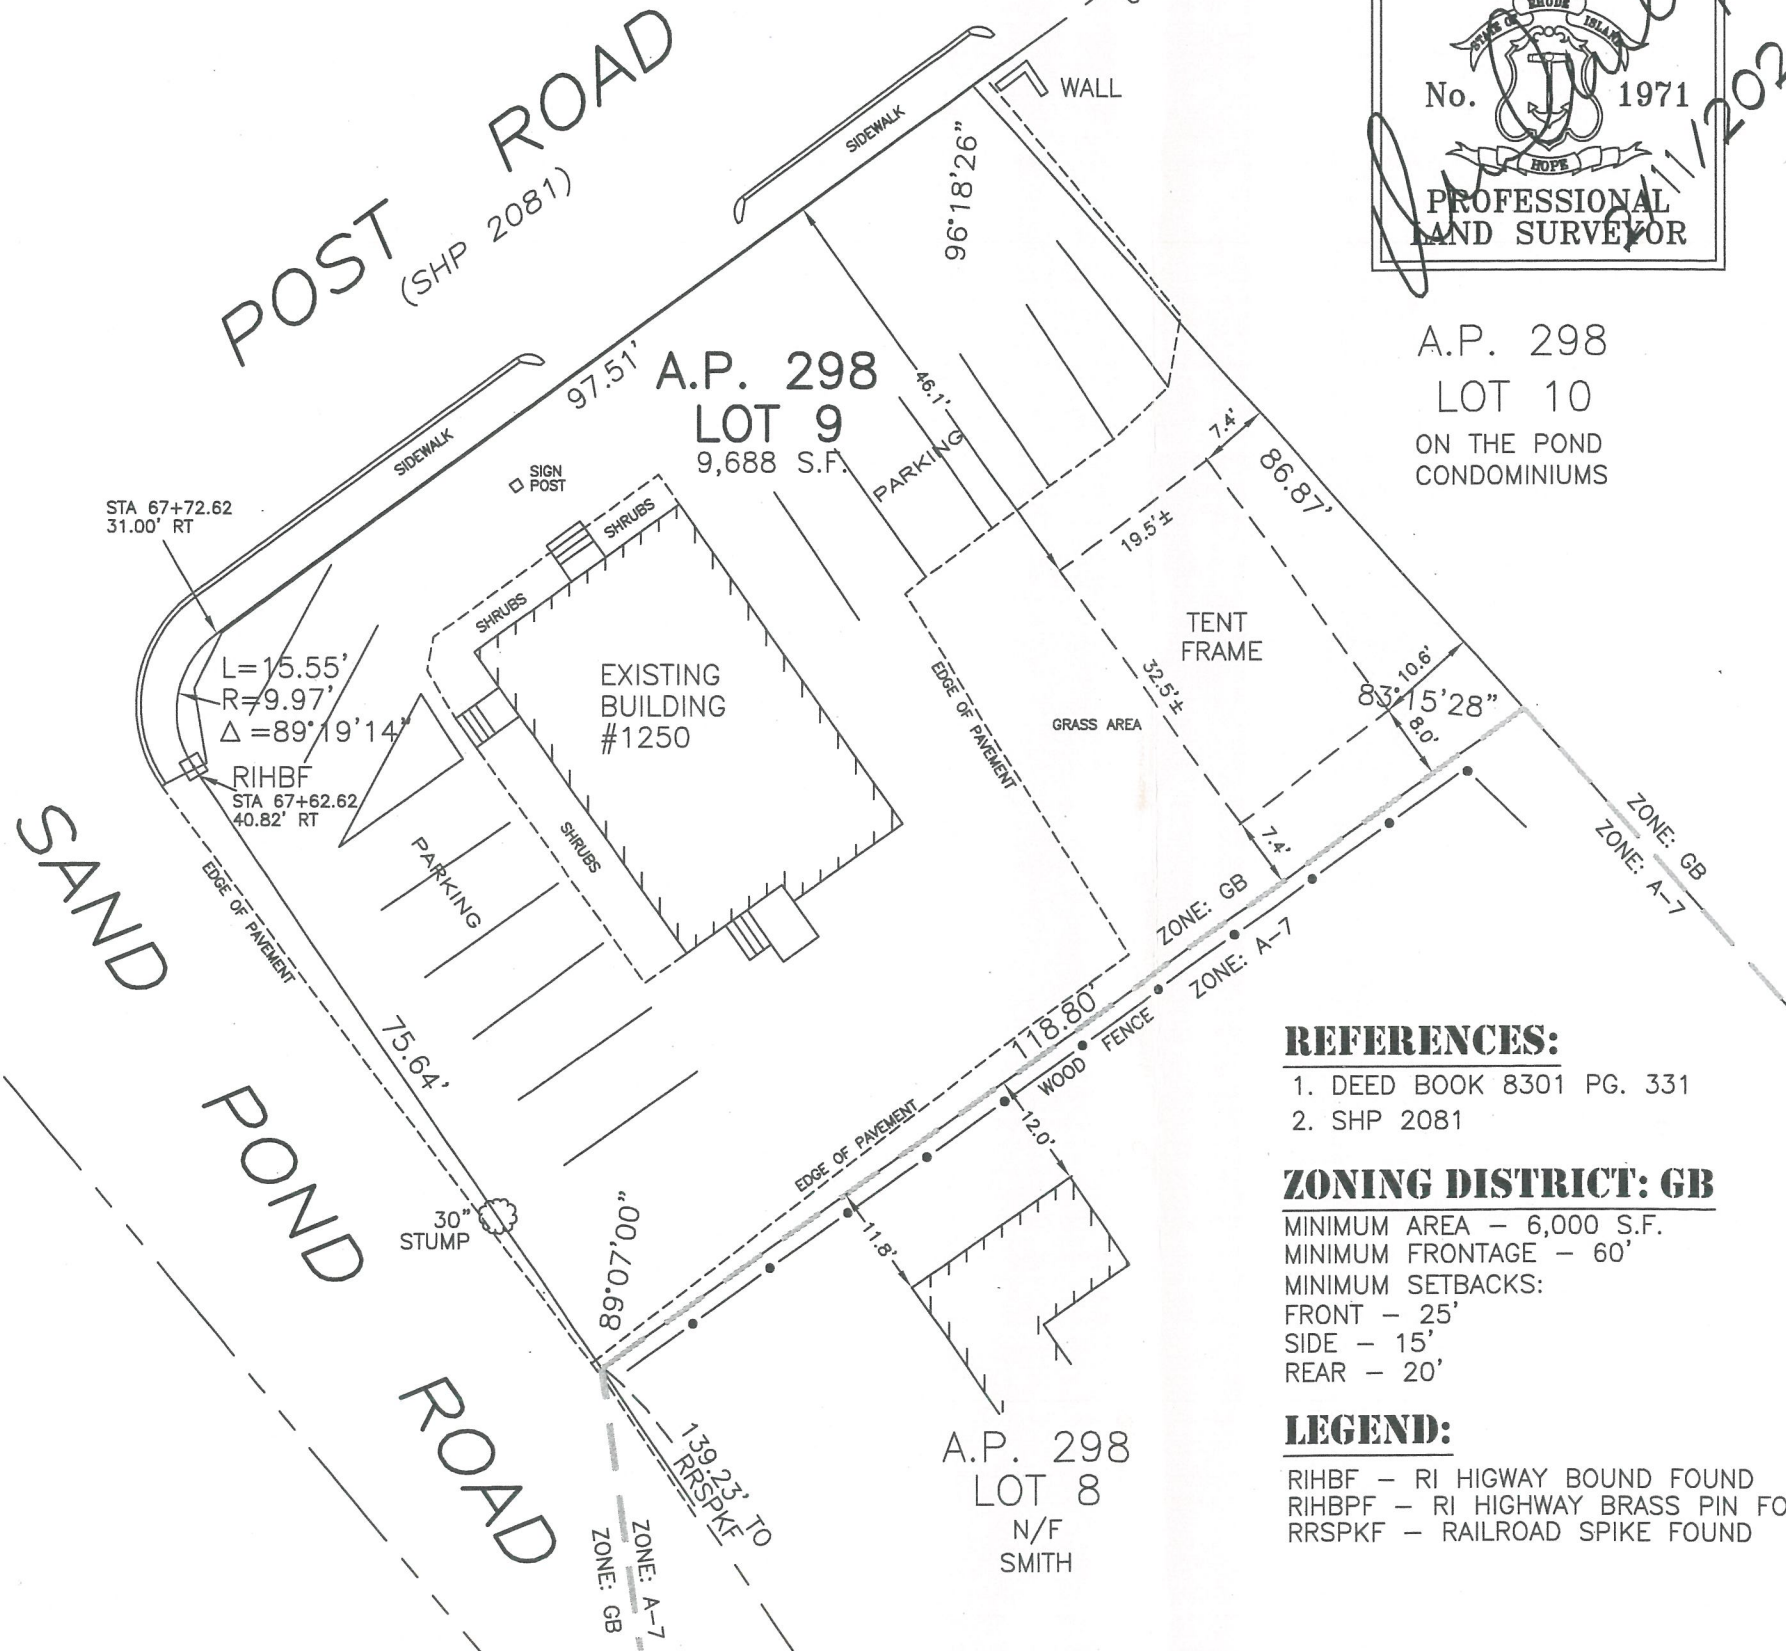 POST ROAD
(SHP 2081)
SIDEWALK
WALL
96°18'26"
STATE OF RHODE ISLAND
No. 1971
HOPE
PROFESSIONAL
LAND SURVEYOR
A.P. 298
LOT 10
ON THE POND
CONDOMINIUMS
97.51'
A.P. 298
LOT 9
9,688 S.F.
46.1'
PARKING
7.4'
86.87'
19.5'±
SIDEWALK
SIGN
POST
STA 67+72.62
31.00' RT
SHRUBS
SHRUBS
TENT
FRAME
EXISTING
BUILDING
#1250
L=15.55'
R=9.97'
Δ =89°19'14"
RIHBF
STA 67+62.62
40.82' RT
EDGE OF PAVEMENT
GRASS AREA
32.5'±
10.6'
83°15'28"
8.0'
7.4'
ZONE: GB
ZONE: A-7
SHRUBS
PARKING
EDGE OF PAVEMENT
SAND POND ROAD
75.64'
ZONE: GB
ZONE: A-7
118.80'
WOOD FENCE
EDGE OF PAVEMENT
12.0'
11.8'
30"
STUMP
89°07'00"
139.23' TO
RRSPKF
ZONE: A-7
ZONE: GB
A.P. 298
LOT 8
N/F
SMITH
REFERENCES:
1. DEED BOOK 8301 PG. 331
2. SHP 2081
ZONING DISTRICT: GB
MINIMUM AREA – 6,000 S.F.
MINIMUM FRONTAGE – 60'
MINIMUM SETBACKS:
FRONT – 25'
SIDE – 15'
REAR – 20'
LEGEND:
RIHBF – RI HIGWAY BOUND FOUND
RIHBPF – RI HIGHWAY BRASS PIN FO
RRSPKF – RAILROAD SPIKE FOUND